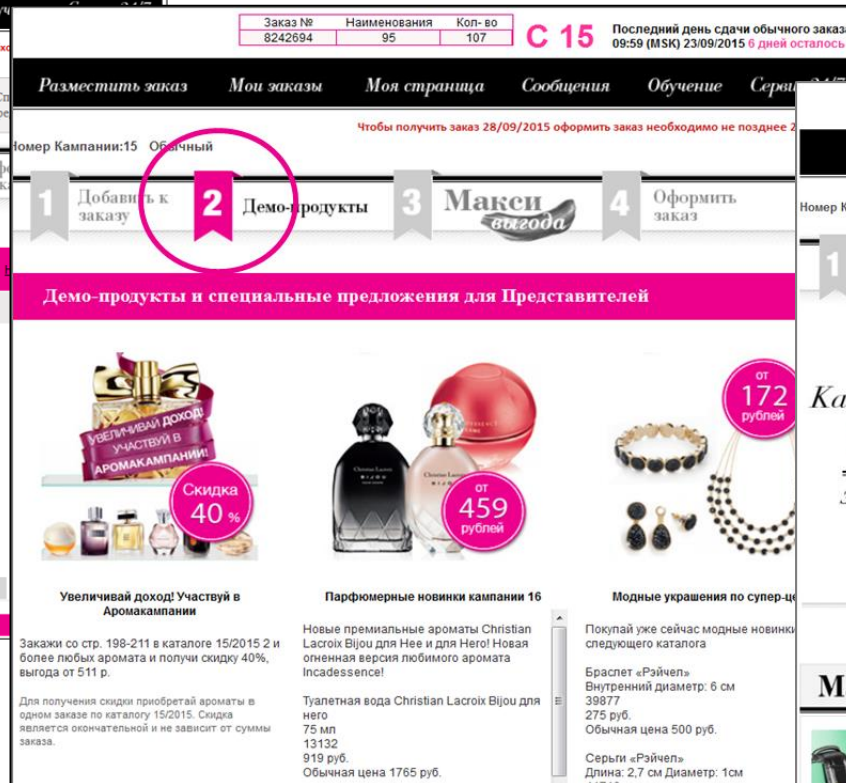 Заказ № Наименования Кол- во
8242694 95 107
С 15
Последний день сдачи обычного заказа
09:59 (MSK) 23/09/2015 6 дней осталось
Разместить заказ Мои заказы Моя страница Сообщения Обучение
Чтобы получить заказ 28/09/2015 оформить заказ необходимо не позднее 2
Номер Кампании:15 Обычный
1 Добавить к
заказу
2 Демо-продукты
3 Макси
выгода
4 Оформить
заказ
Демо-продукты и специальные предложения для Представителей
УВЕЛИЧИВАЙ ДОХОД!
УЧАСТВУЙ В
АРОМАКАМПАНИИ!
Скидка
40 %
Увеличивай доход! Участвуй в
Аромакампании
Закажи со стр. 198-211 в каталоге 15/2015 2 и
более любых аромата и получи скидку 40%,
выгода от 511 р.
Для получения скидки приобретай ароматы в
одном заказе по каталогу 15/2015. Скидка
является окончательной и не зависит от суммы
заказа.
от
459
рублей
Парфюмерные новинки кампании 16
Новые премиальные ароматы Christian
Lacroix Bijou для Нее и для Него! Новая
огненная версия любимого аромата
Incadessence!
Туалетная вода Christian Lacroix Bijou для
него
75 мл
13132
919 руб.
Обычная цена 1765 руб.
от
172
рублей
Модные украшения по супер-це
Покупай уже сейчас модные новинки
следующего каталога
Браслет «Рэйчел»
Внутренний диаметр: 6 см
39877
275 руб.
Обычная цена 500 руб.
Серьги «Рэйчел»
Длина: 2,7 см Диаметр: 1см
Номер К
1
Ка
М